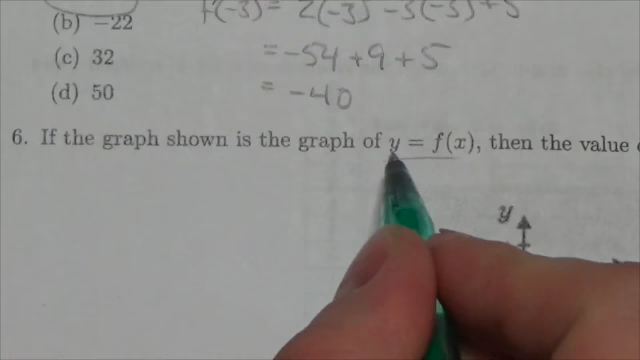 f(-3) = 2(-3) - 3(-3) + 5
(b) −22
(c) 32
= -54 + 9 + 5
(d) 50
= -40
6. If the graph shown is the graph of y = f(x), then the value
y